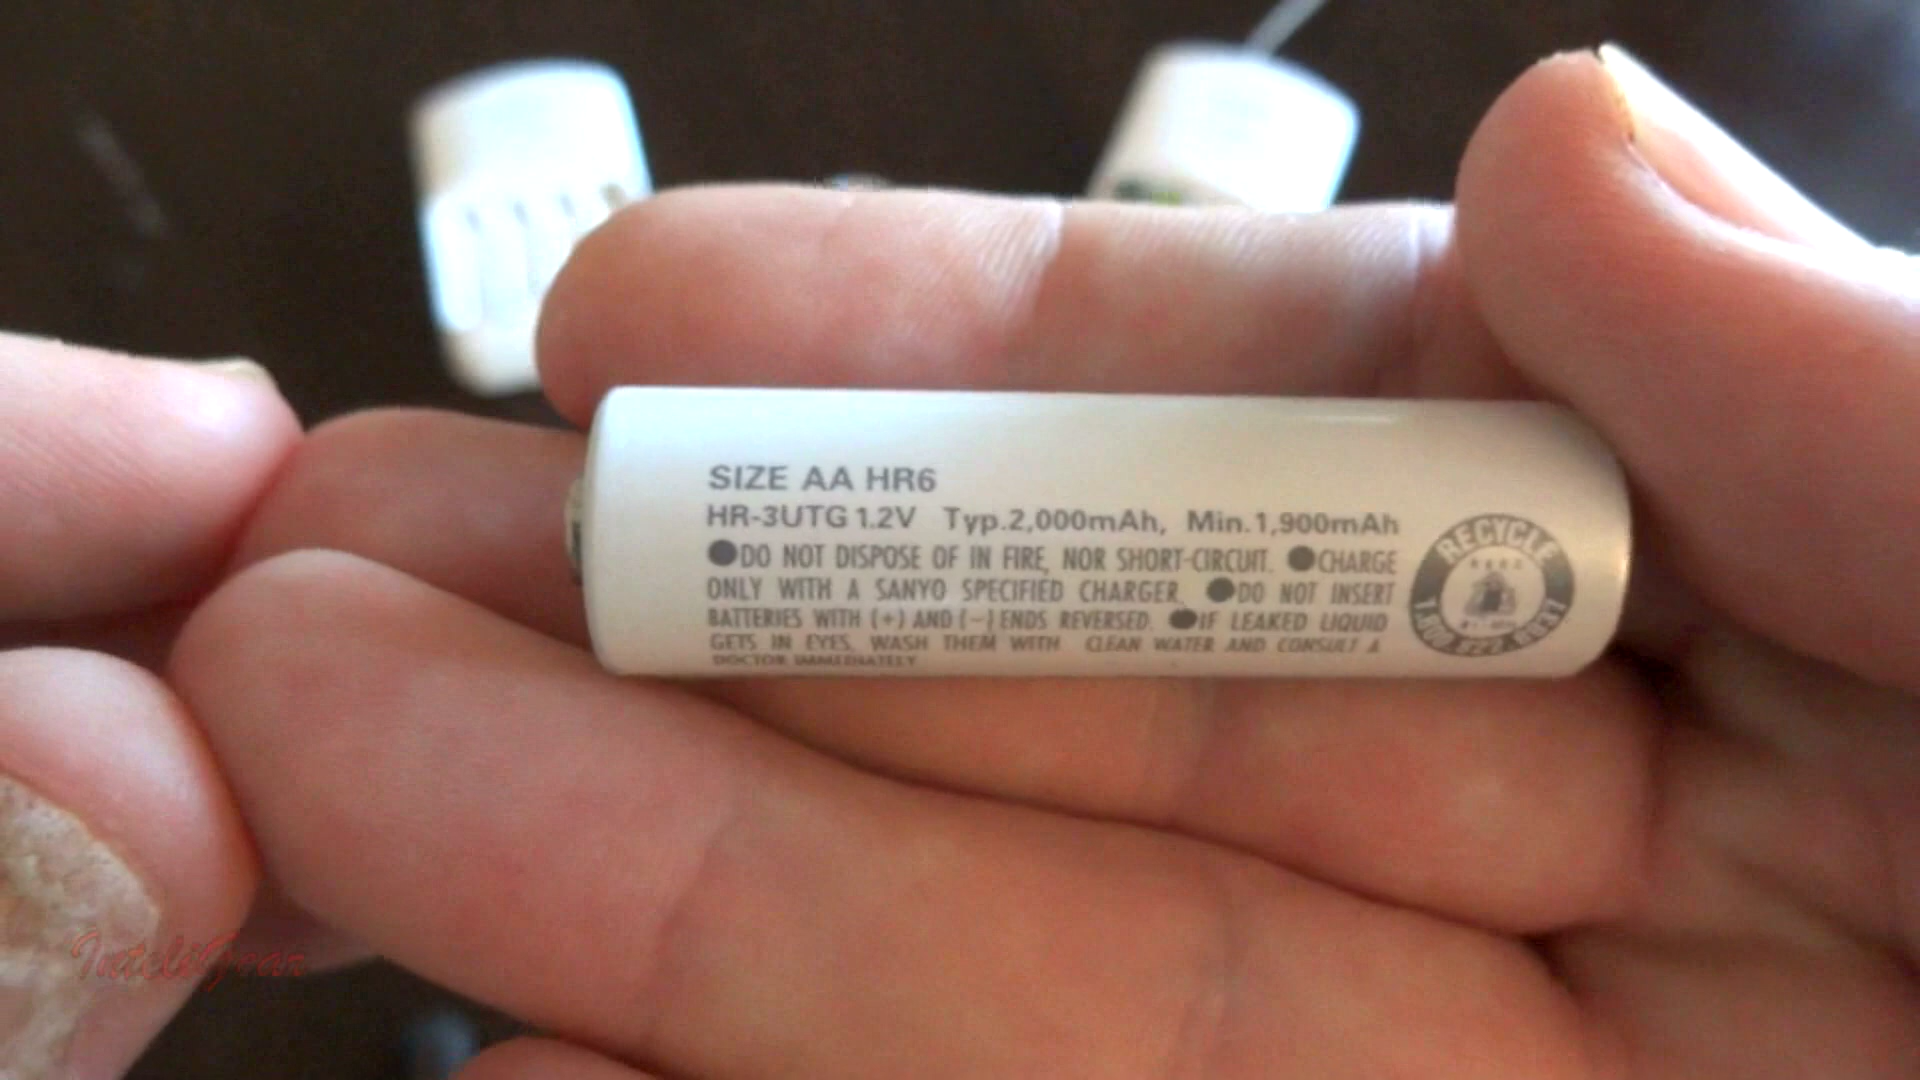 SIZE AA HR6
HR-3UTG 1.2V Typ.2,000mAh, Min.1,900mAh
●DO NOT DISPOSE OF IN FIRE, NOR SHORT-CIRCUIT. ●CHARGE
ONLY WITH A SANYO SPECIFIED CHARGER. ●DO NOT INSERT
BATTERIES WITH (+) AND (-) ENDS REVERSED. ●IF LEAKED LIQUID
GETS IN EYES, WASH THEM WITH CLEAN WATER AND CONSULT A
DOCTOR IMMEDIATELY
RECYCLE
InteliGear